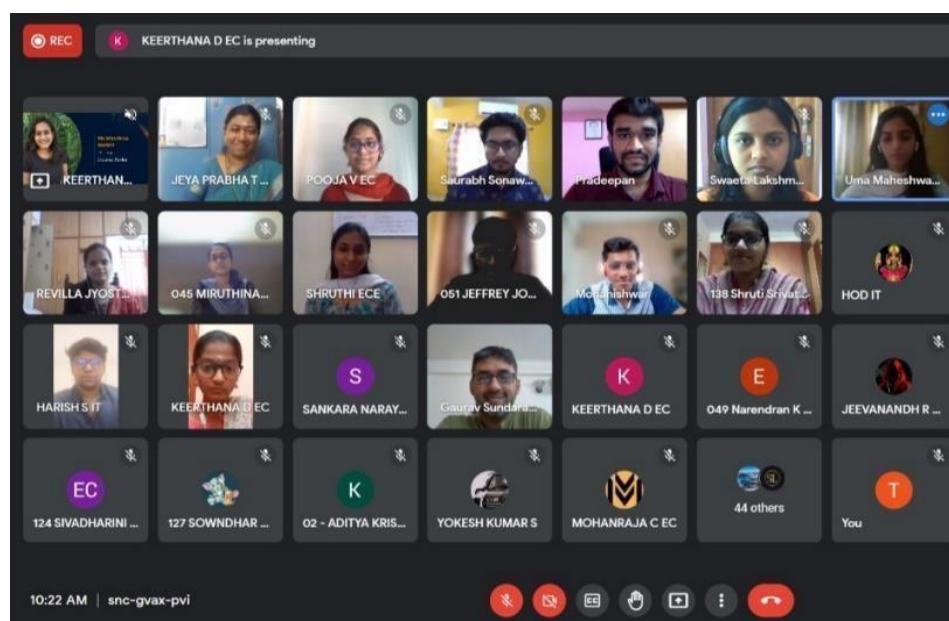 REC
K
KEERTHANA D EC is presenting
KEERTHAN...
JEYA PRABHA T ...
POOJA V EC
Saurabh Sonaw...
Pradeepan
Swaeta Lakshm...
Uma Maheshwa...
REVILLA JYOST...
045 MIRUTHINA...
SHRUTHI ECE
051 JEFFREY JO...
Mohanishwar
138 Shruti Srivat...
HOD IT
HARISH S IT
KEERTHANA D EC
S
SANKARA NARAY...
Gaurav Sundara...
K
KEERTHANA D EC
E
049 Narendran K ...
JEEVANANDH R ...
EC
124 SIVADHARINI ...
127 SOWNDHAR ...
K
02 - ADITYA KRIS...
YOKESH KUMAR S
MOHANRAJA C EC
44 others
T
You
10:22 AM | snc-gvax-pvi
CC